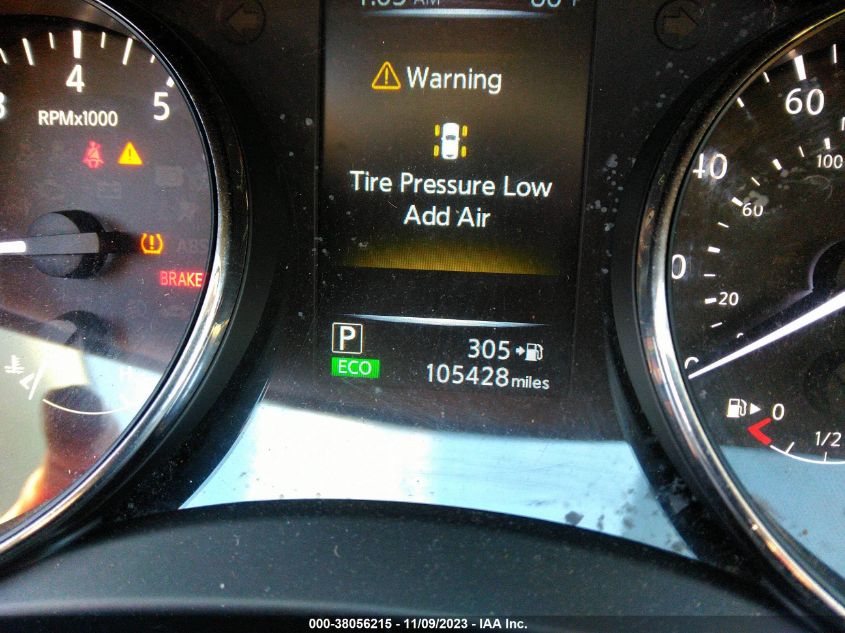 4
5
RPMx1000
Warning
Tire Pressure Low
Add Air
BRAKE
ABS
P
ECO
305
105428 miles
60
40
20
100
60
0
1/2
000-38056215 - 11/09/2023 - IAA Inc.